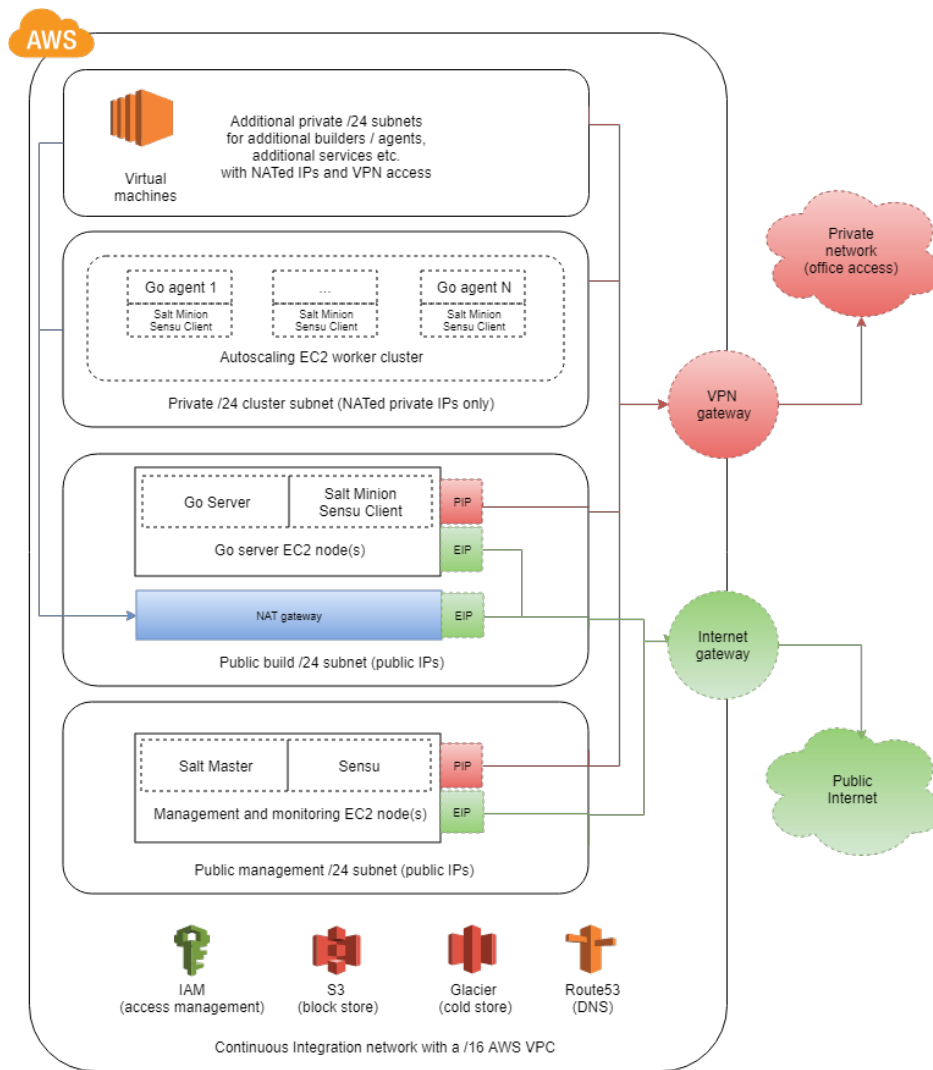 AWS
Additional private /24 subnets
for additional builders / agents,
additional services etc.
with NATed IPs and VPN access
Virtual
machines
Go agent 1
...
Go agent N
Salt Minion
Sensu Client
Salt Minion
Sensu Client
Salt Minion
Sensu Client
Autoscaling EC2 worker cluster
Private /24 cluster subnet (NATed private IPs only)
Private
network
(office access)
VPN
gateway
Go Server
Salt Minion
Sensu Client
PIP
Go server EC2 node(s)
EIP
NAT gateway
EIP
Public build /24 subnet (public IPs)
Internet
gateway
Salt Master
Sensu
PIP
Management and monitoring EC2 node(s)
EIP
Public management /24 subnet (public IPs)
Public
Internet
IAM
(access management)
S3
(block store)
Glacier
(cold store)
Route53
(DNS)
Continuous Integration network with a /16 AWS VPC